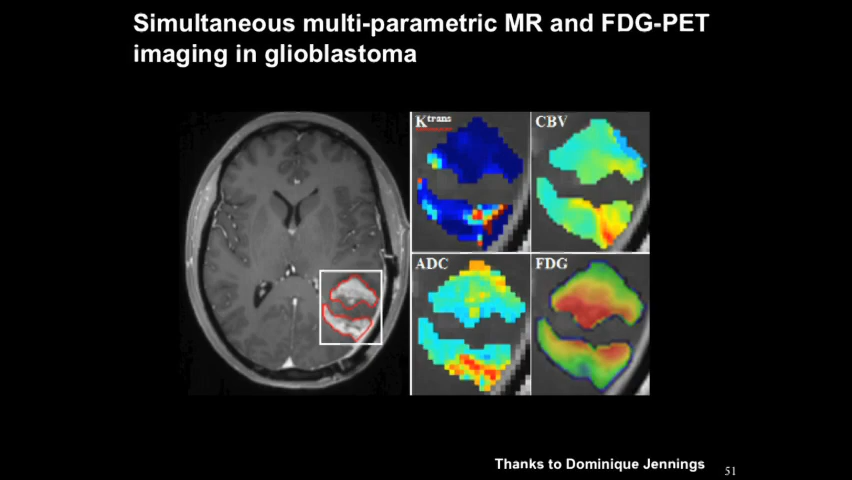 Simultaneous multi-parametric MR and FDG-PET
imaging in glioblastoma
Ktrans
CBV
ADC
FDG
Thanks to Dominique Jennings
51